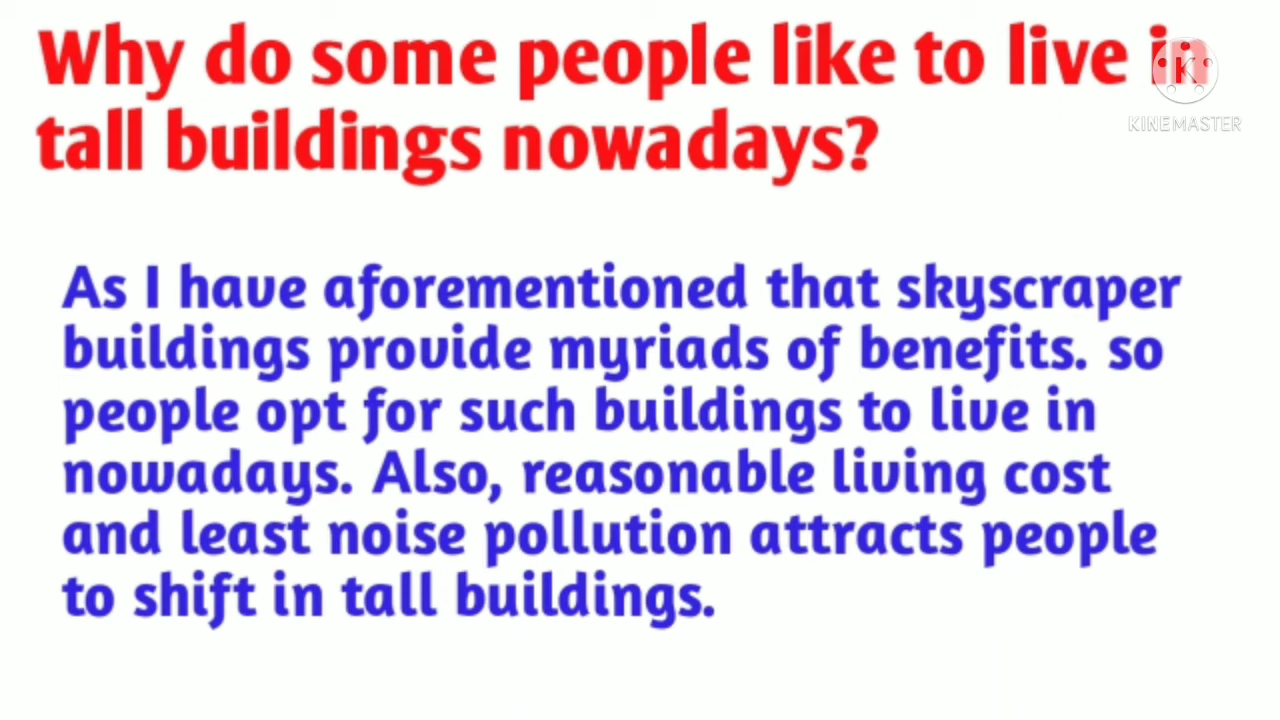 Why do some people like to live in
tall buildings nowadays?
K
KINEMASTER
As I have aforementioned that skyscraper
buildings provide myriads of benefits. so
people opt for such buildings to live in
nowadays. Also, reasonable living cost
and least noise pollution attracts people
to shift in tall buildings.